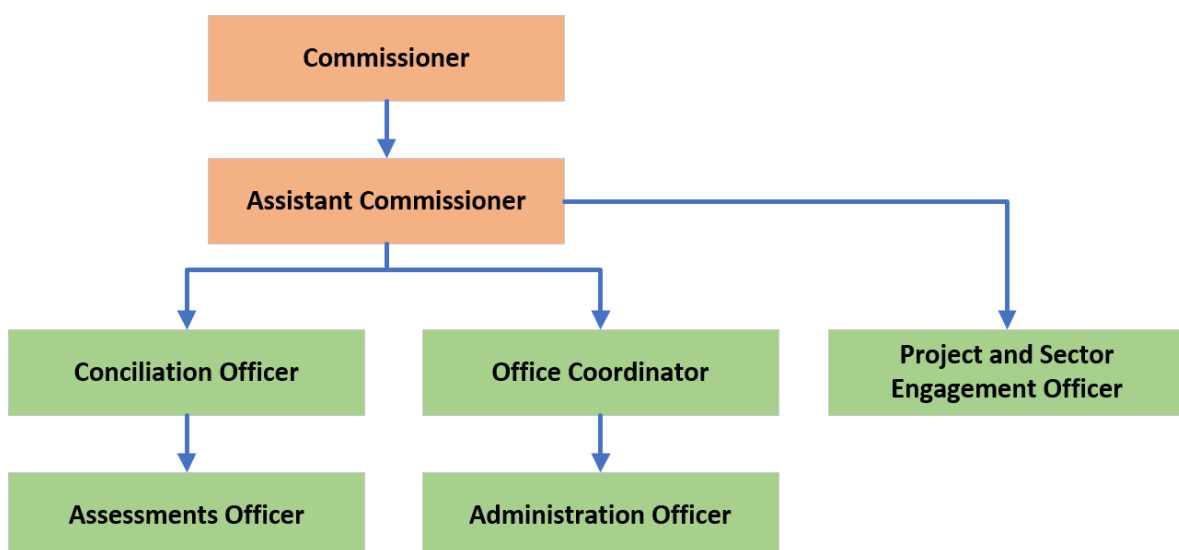 Commissioner
Assistant Commissioner
Conciliation Officer
Office Coordinator
Project and Sector
Engagement Officer
Assessments Officer
Administration Officer